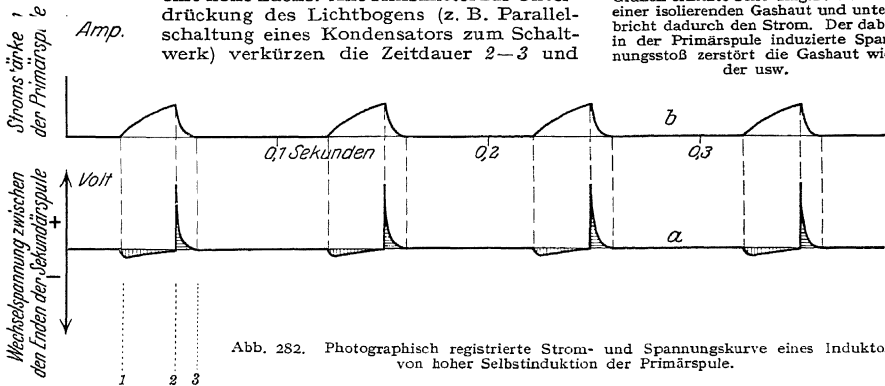 drückung des Lichtbogens (z. B. Parallel-
schaltung eines Kondensators zum Schalt-
werk) verkürzen die Zeitdauer 2—3 und
einer isolierenden Gashaut und unte
bricht dadurch den Strom. Der dab
in der Primärspule induzierte Span
nungsstoß zerstört die Gashaut wi
der usw.
Amp.
der Primärspu e
b
0,1 Sekunden
0,2
0,3
Wechselspannung zwischen
den Enden der Sekundärspule
+
−
Volt
a
1 2 3
Abb. 282. Photographisch registrierte Strom- und Spannungskurve eines Indukto
von hoher Selbstinduktion der Primärspule.